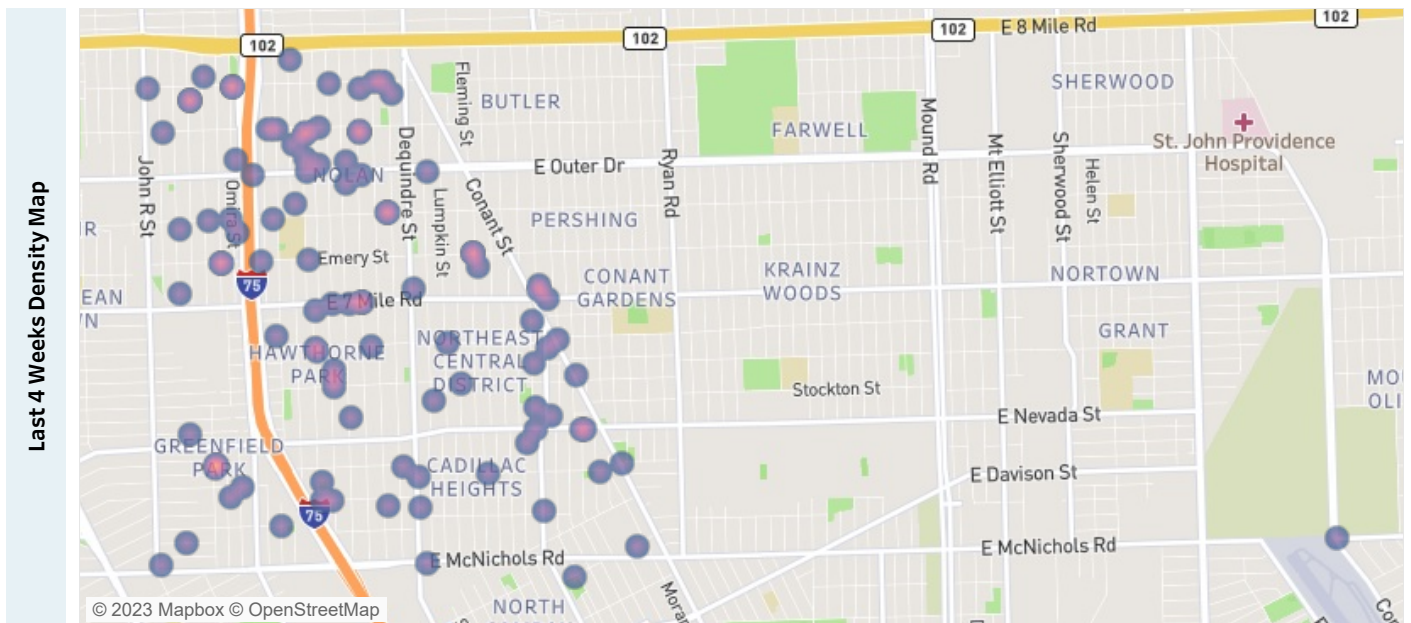 Last 4 Weeks Density Map
102
102
102
102
E 8 Mile Rd
Fleming St
BUTLER
SHERWOOD
FARWELL
St. John Providence
Hospital
John R St
Omira St
Dequindre St
Lumpkin St
Conant St
E Outer Dr
Ryan Rd
Mound Rd
Mt Elliott St
Sherwood St
Helen St
NOLAN
PERSHING
Emery St
75
CONANT
GARDENS
KRAINZ
WOODS
NORTOWN
EAN
E 7 Mile Rd
HAWTHORNE
PARK
NORTHEAST
CENTRAL
DISTRICT
GRANT
Stockton St
E Nevada St
GREENFIELD
PARK
CADILLAC
HEIGHTS
E Davison St
75
E McNichols Rd
E McNichols Rd
NORTH
© 2023 Mapbox © OpenStreetMap